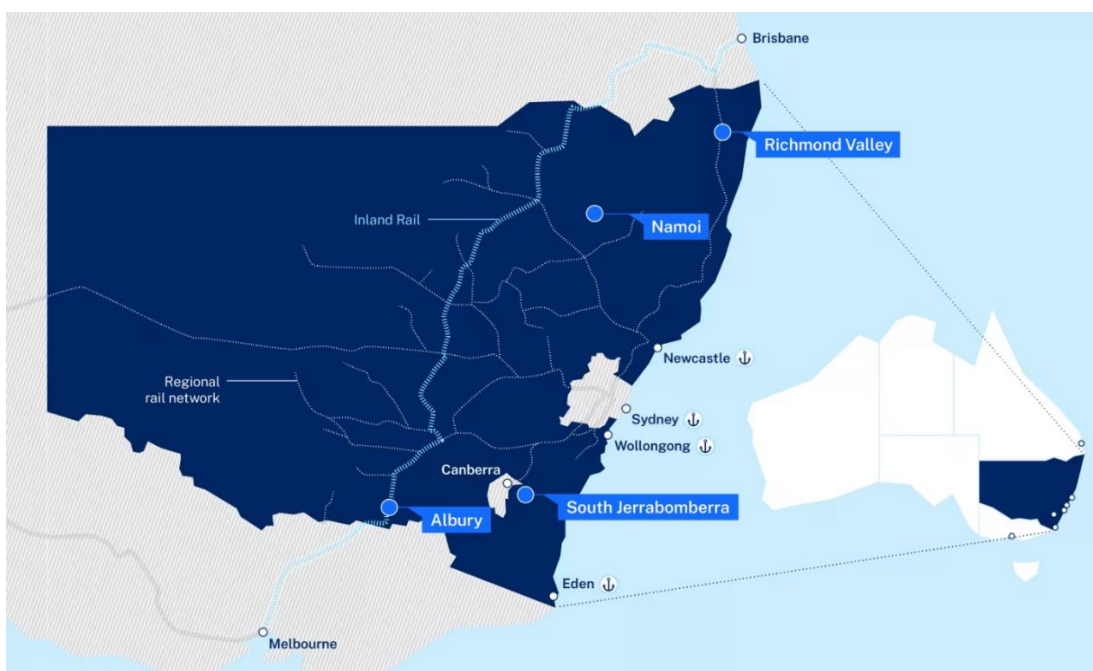 Brisbane
Richmond Valley
Inland Rail
Namoi
Newcastle
Regional
rail network
Sydney
Wollongong
Canberra
South Jerrabomberra
Albury
Eden
Melbourne